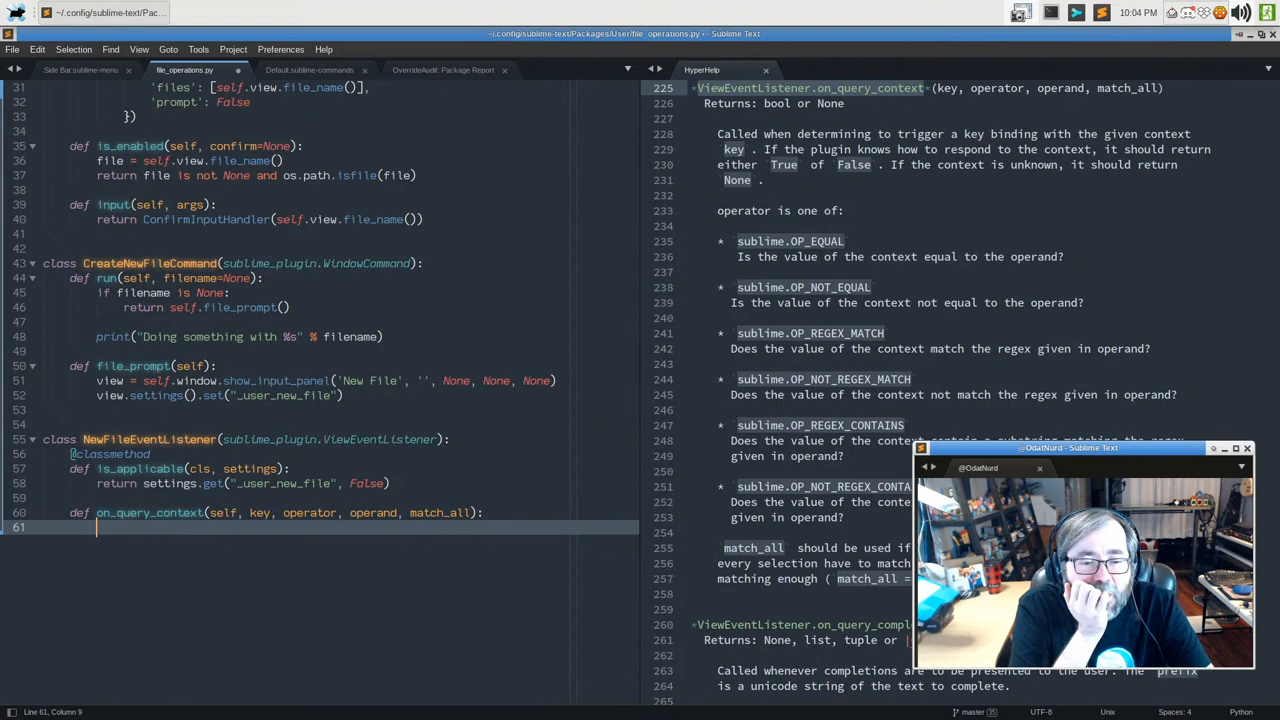 ~/.config/sublime-text/Pac...
10:04 PM
~/.config/sublime-text/Packages/User/file_operations.py • - Sublime Text
File Edit Selection Find View Goto Tools Project Preferences Help
Side Bar.sublime-menu
file_operations.py
Default.sublime-commands
OverrideAudit: Package Report
HyperHelp
31 'files': [self.view.file_name()],
32 'prompt': False
33 })
34
35 def is_enabled(self, confirm=None):
36 file = self.view.file_name()
37 return file is not None and os.path.isfile(file)
38
39 def input(self, args):
40 return ConfirmInputHandler(self.view.file_name())
41
42
43 class CreateNewFileCommand(sublime_plugin.WindowCommand):
44 def run(self, filename=None):
45 if filename is None:
46 return self.file_prompt()
47
48 print("Doing something with %s" % filename)
49
50 def file_prompt(self):
51 view = self.window.show_input_panel('New File', '', None, None, None)
52 view.settings().set("_user_new_file")
53
54
55 class NewFileEventListener(sublime_plugin.ViewEventListener):
56 @classmethod
57 def is_applicable(cls, settings):
58 return settings.get("_user_new_file", False)
59
60 def on_query_context(self, key, operator, operand, match_all):
61
225 *ViewEventListener.on_query_context*(key, operator, operand, match_all)
226 Returns: bool or None
227
228 Called when determining to trigger a key binding with the given context
229 `key`. If the plugin knows how to respond to the context, it should return
230 either `True` of `False`. If the context is unknown, it should return
231 `None`.
232
233 operator is one of:
234
235 * `sublime.OP_EQUAL`
236 Is the value of the context equal to the operand?
237
238 * `sublime.OP_NOT_EQUAL`
239 Is the value of the context not equal to the operand?
240
241 * `sublime.OP_REGEX_MATCH`
242 Does the value of the context match the regex given in operand?
243
244 * `sublime.OP_NOT_REGEX_MATCH`
245 Does the value of the context not match the regex given in operand?
246
247 * `sublime.OP_REGEX_CONTAINS`
248 Does the value of the context contain a substring matching the regex
249 given in operand?
250
251 * `sublime.OP_NOT_REGEX_CONTA
252 Does the value of the context
253 given in operand?
254
255 `match_all` should be used if
256 every selection have to match
257 matching enough (`match_all =
258
259
260 *ViewEventListener.on_query_compl
261 Returns: None, list, tuple or
262
263 Called whenever completions are to be presented to the user. The `prefix`
264 is a unicode string of the text to complete.
265
@OdatNurd - Sublime Text
@OdatNurd
Line 61, Column 9
master 35
UTF-8
Unix
Spaces: 4
Python